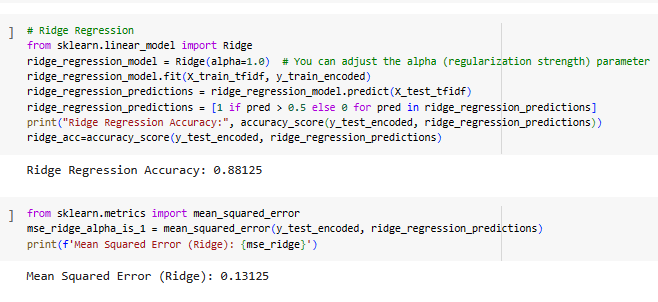 ]
# Ridge Regression
from sklearn.linear_model import Ridge
ridge_regression_model = Ridge(alpha=1.0)  # You can adjust the alpha (regularization strength) parameter
ridge_regression_model.fit(X_train_tfidf, y_train_encoded)
ridge_regression_predictions = ridge_regression_model.predict(X_test_tfidf)
ridge_regression_predictions = [1 if pred > 0.5 else 0 for pred in ridge_regression_predictions]
print("Ridge Regression Accuracy:", accuracy_score(y_test_encoded, ridge_regression_predictions))
ridge_acc=accuracy_score(y_test_encoded, ridge_regression_predictions)
Ridge Regression Accuracy: 0.88125
]
from sklearn.metrics import mean_squared_error
mse_ridge_alpha_is_1 = mean_squared_error(y_test_encoded, ridge_regression_predictions)
print(f'Mean Squared Error (Ridge): {mse_ridge}')
Mean Squared Error (Ridge): 0.13125